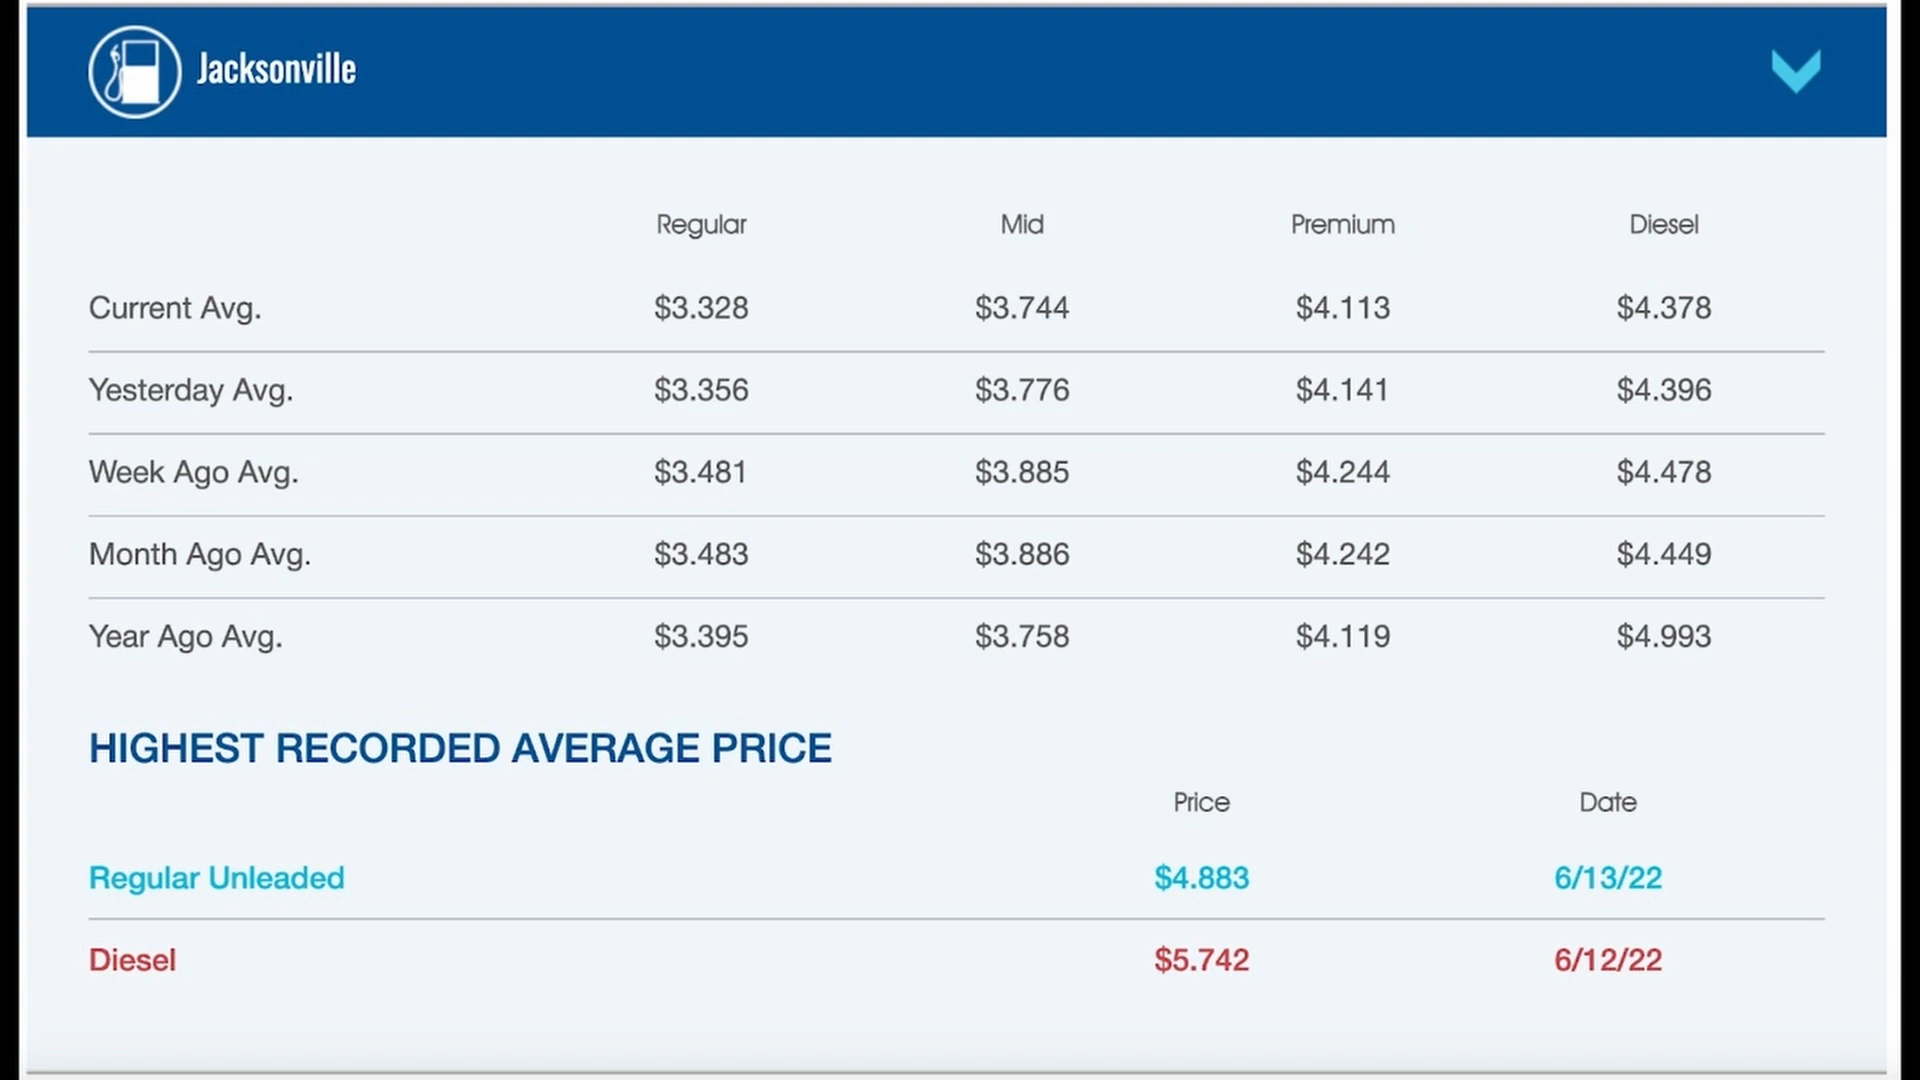 Jacksonville
Regular Mid Premium Diesel
Current Avg. $3.328 $3.744 $4.113 $4.378
Yesterday Avg. $3.356 $3.776 $4.141 $4.396
Week Ago Avg. $3.481 $3.885 $4.244 $4.478
Month Ago Avg. $3.483 $3.886 $4.242 $4.449
Year Ago Avg. $3.395 $3.758 $4.119 $4.993
HIGHEST RECORDED AVERAGE PRICE
Price Date
Regular Unleaded $4.883 6/13/22
Diesel $5.742 6/12/22